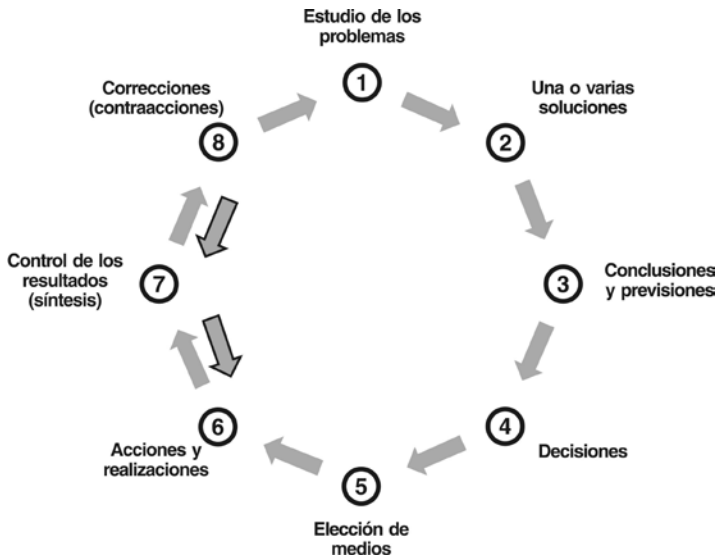 Estudio de los
problemas
1
Una o varias
soluciones
2
Conclusiones
y previsiones
3
Decisiones
4
Elección de
medios
5
Acciones y
realizaciones
6
Control de los
resultados
(síntesis)
7
Correcciones
(contraacciones)
8